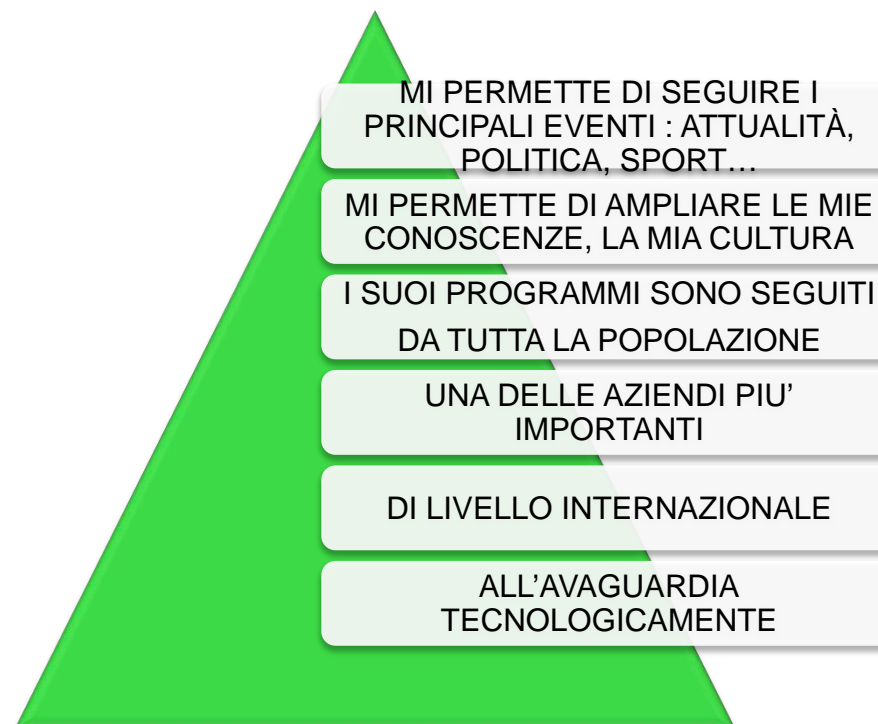 MI PERMETTE DI SEGUIRE I
PRINCIPALI EVENTI : ATTUALITÀ,
POLITICA, SPORT…
MI PERMETTE DI AMPLIARE LE MIE
CONOSCENZE, LA MIA CULTURA
I SUOI PROGRAMMI SONO SEGUITI
DA TUTTA LA POPOLAZIONE
UNA DELLE AZIENDI PIU’
IMPORTANTI
DI LIVELLO INTERNAZIONALE
ALL’AVAGUARDIA
TECNOLOGICAMENTE